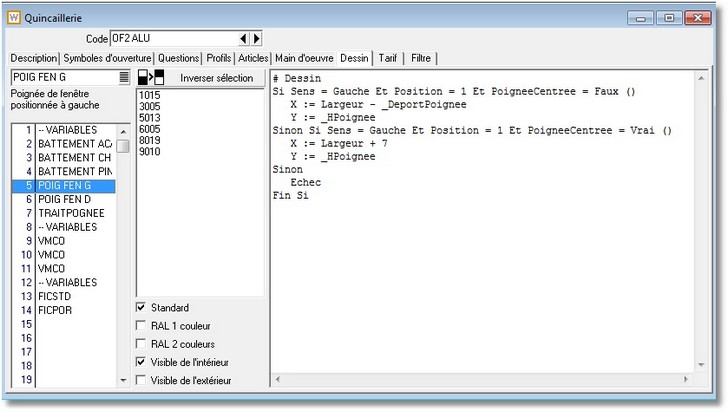 Quincaillerie
Code OF2 ALU
Description Symboles d'ouverture Questions Profils Articles Main d'oeuvre Dessin Tarif Filtre
POIG FEN G
Inverser sélection
Poignée de fenêtre
positionnée à gauche
1 -- VARIABLES
2 BATTEMENT AC
3 BATTEMENT CH
4 BATTEMENT PIN
5 POIG FEN G
6 POIG FEN D
7 TRAITPOGNEE
8 -- VARIABLES
9 VMCO
10 VMCO
11 VMCO
12 -- VARIABLES
13 FICSTD
14 FICPOR
15
16
17
18
19
1015
3005
5013
6005
8019
9010
Standard
RAL 1 couleur
RAL 2 couleurs
Visible de l'intérieur
Visible de l'extérieur
# Dessin
Si Sens = Gauche Et Position = 1 Et PoigneeCentree = Faux ()
X := Largeur - _DeportPoignee
Y := _HPoignee
Sinon Si Sens = Gauche Et Position = 1 Et PoigneeCentree = Vrai ()
X := Largeur + 7
Y := _HPoignee
Sinon
Echec
Fin Si